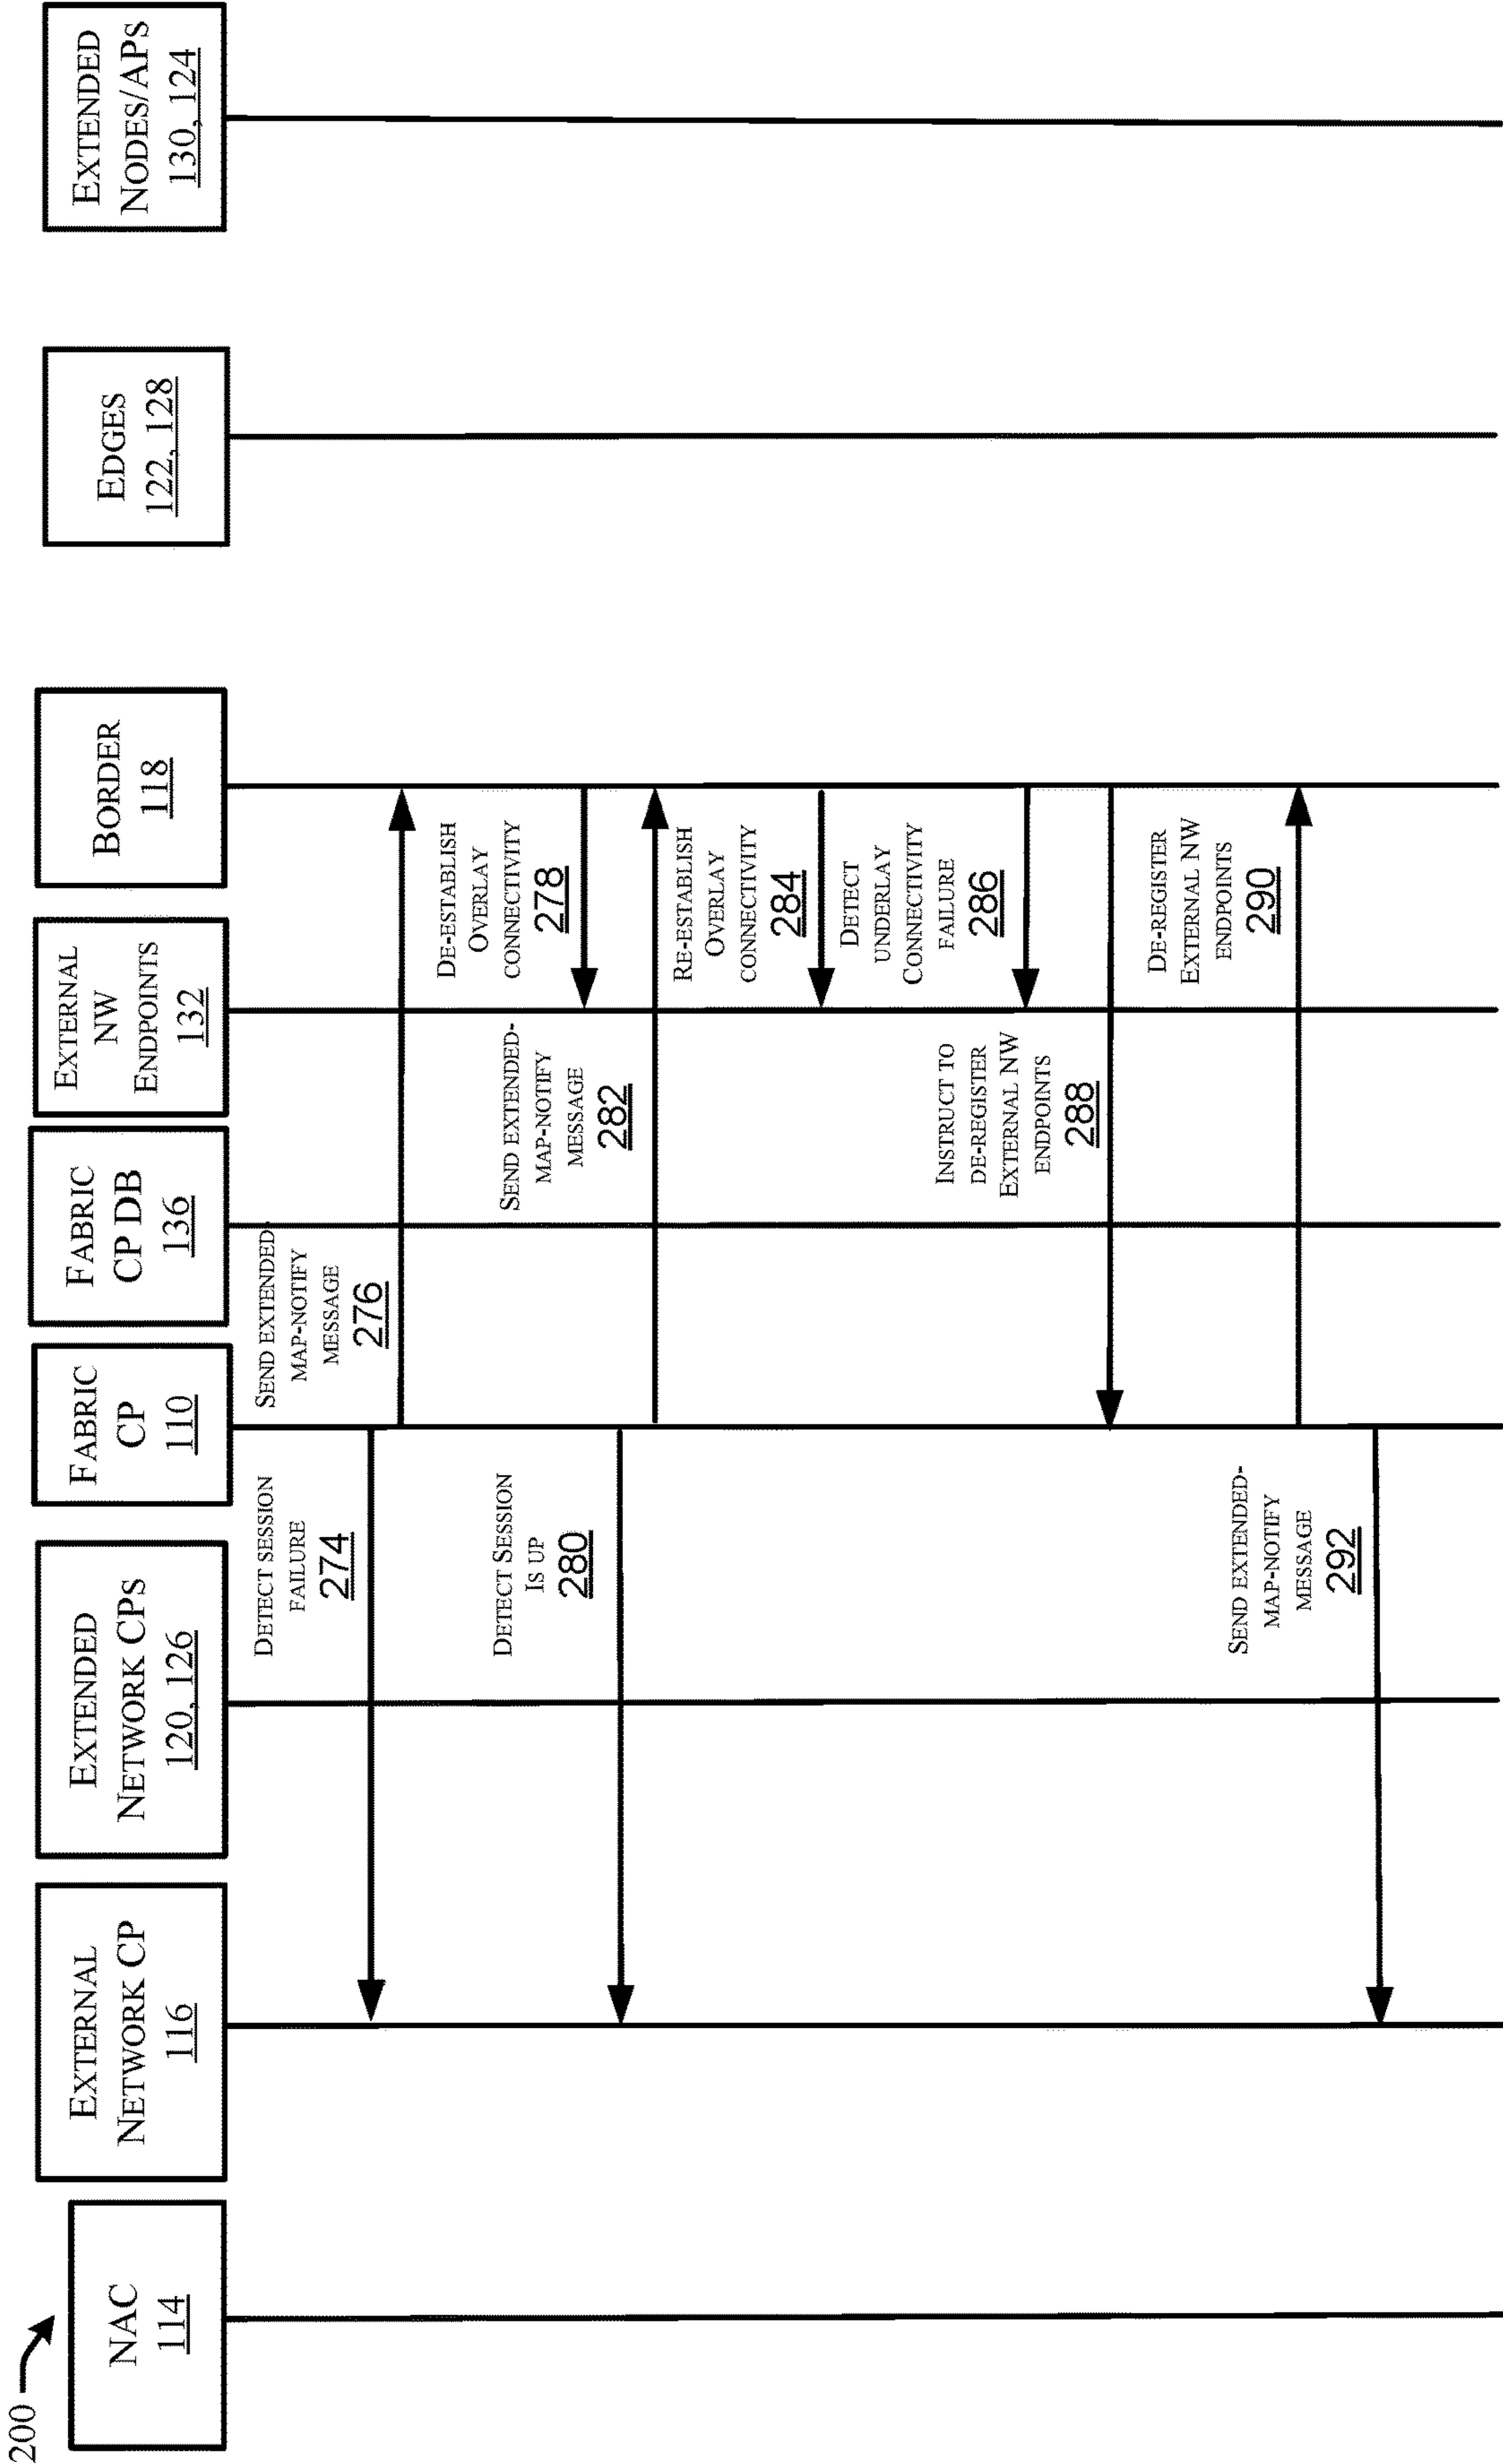 200
NAC
114
EXTERNAL
NETWORK CP
116
EXTENDED
NETWORK CPS
120, 126
FABRIC
CP
110
FABRIC
CP DB
136
EXTERNAL
NW
ENDPOINTS
132
BORDER
118
EDGES
122, 128
EXTENDED
NODES/APS
130, 124
DETECT SESSION
FAILURE
274
SEND EXTENDED-
MAP-NOTIFY
MESSAGE
276
DE-ESTABLISH
OVERLAY
CONNECTIVITY
278
DETECT SESSION
IS UP
280
SEND EXTENDED-
MAP-NOTIFY
MESSAGE
282
RE-ESTABLISH
OVERLAY
CONNECTIVITY
284
DETECT
UNDERLAY
CONNECTIVITY
FAILURE
286
INSTRUCT TO
DE-REGISTER
EXTERNAL NW
ENDPOINTS
288
DE-REGISTER
EXTERNAL NW
ENDPOINTS
290
SEND EXTENDED-
MAP-NOTIFY
MESSAGE
292